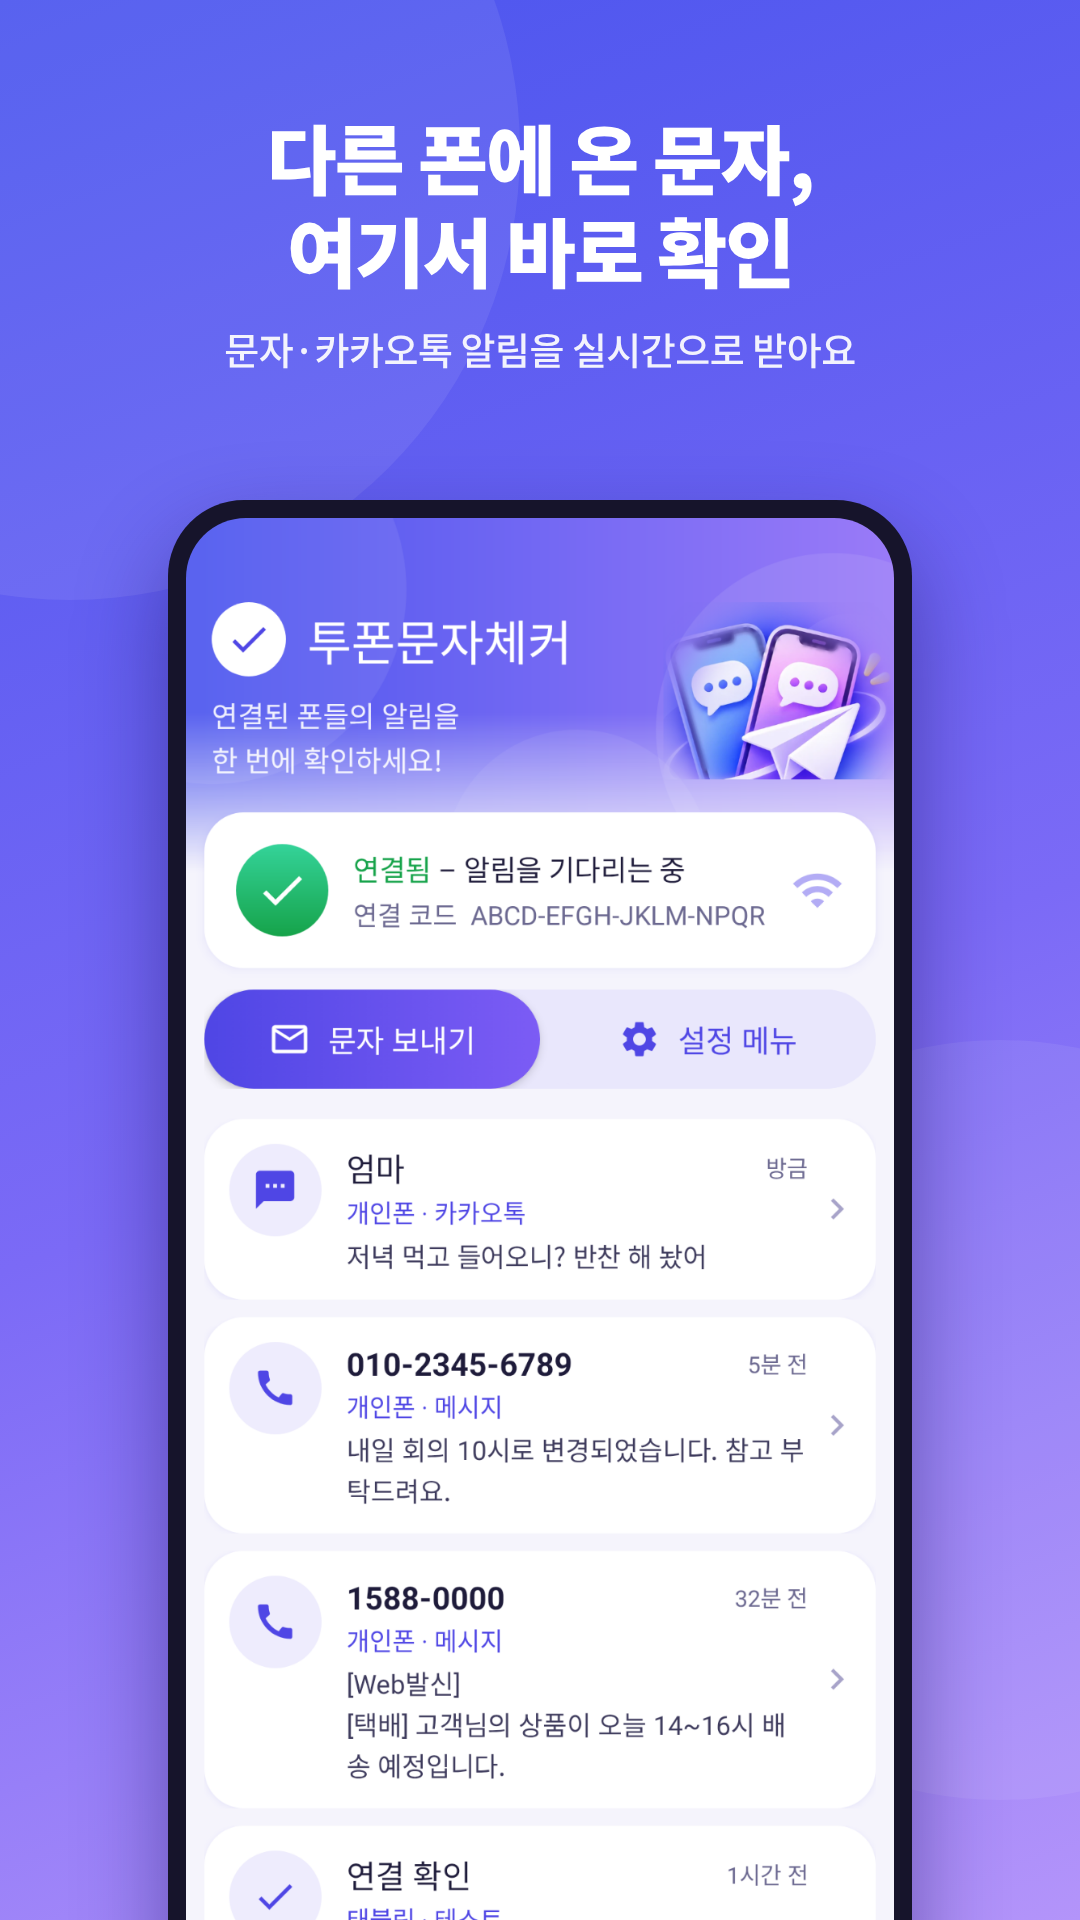 다른 폰에 온 문자,
여기서 바로 확인
문자·카카오톡 알림을 실시간으로 받아요
투폰문자체커
연결된 폰들의 알림을
한 번에 확인하세요!
연결됨 – 알림을 기다리는 중
연결 코드 ABCD-EFGH-JKLM-NPQR
문자 보내기
설정 메뉴
엄마
방금
개인폰 · 카카오톡
저녁 먹고 들어오니? 반찬 해 놨어
010-2345-6789
5분 전
개인폰 · 메시지
내일 회의 10시로 변경되었습니다. 참고 부
탁드려요.
1588-0000
32분 전
개인폰 · 메시지
[Web발신]
[택배] 고객님의 상품이 오늘 14~16시 배
송 예정입니다.
연결 확인
1시간 전
태블릿 · 테스트